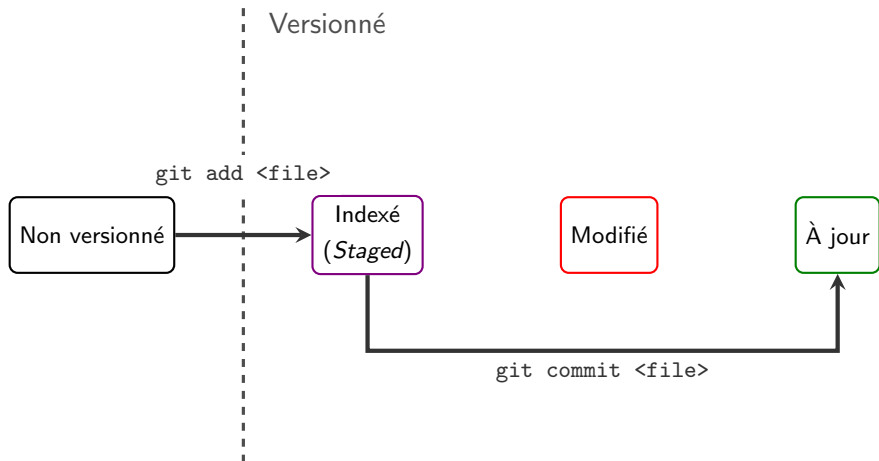 Versionné
git add <file>
Non versionné
Indexé
(Staged)
Modifié
À jour
git commit <file>